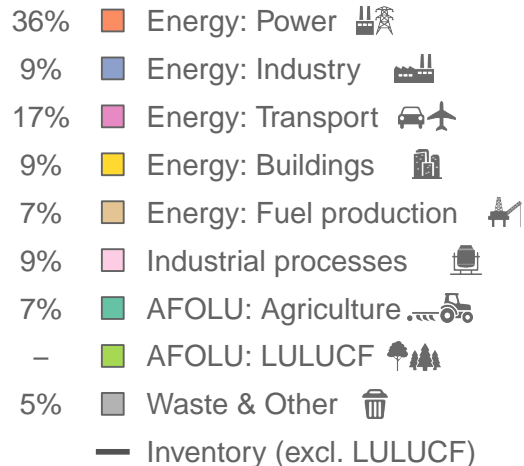 36% Energy: Power
9% Energy: Industry
17% Energy: Transport
9% Energy: Buildings
7% Energy: Fuel production
9% Industrial processes
7% AFOLU: Agriculture
– AFOLU: LULUCF
5% Waste & Other
Inventory (excl. LULUCF)